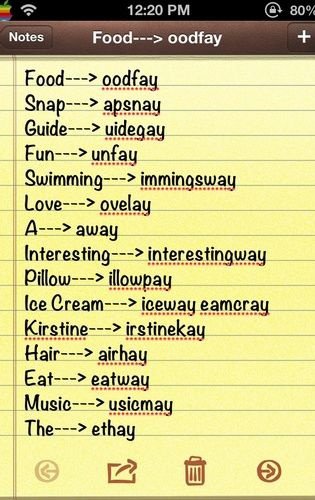 12:20 PM 80%
Notes Food---> oodfay +
Food---> oodfay
Snap---> apsnay
Guide---> uidegay
Fun---> unfay
Swimming---> immingsway
Love---> ovelay
A---> away
Interesting---> interestingway
Pillow---> illowpay
Ice Cream---> iceway eamcray
Kirstine---> irstinekay
Hair---> airhay
Eat---> eatway
Music---> usicmay
The---> ethay